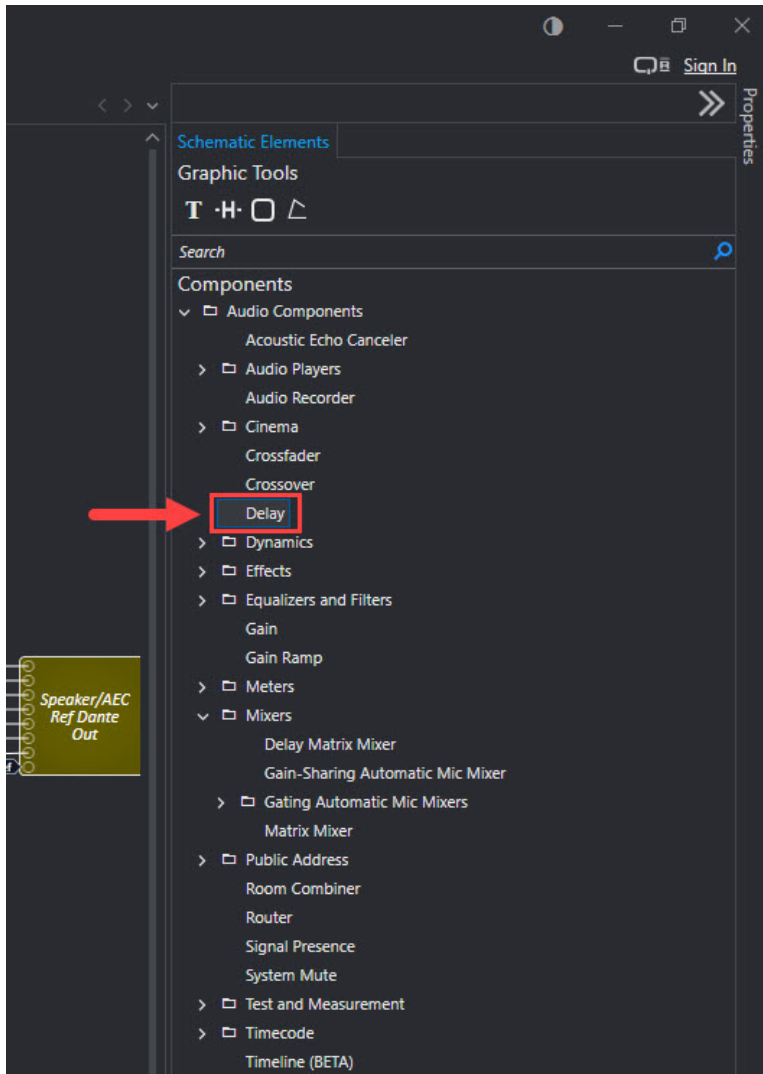 Sign In
Properties
Schematic Elements
Graphic Tools
T ·H·
Search
Components
Audio Components
Acoustic Echo Canceler
Audio Players
Audio Recorder
Cinema
Crossfader
Crossover
Delay
Dynamics
Effects
Equalizers and Filters
Gain
Gain Ramp
Meters
Mixers
Delay Matrix Mixer
Gain-Sharing Automatic Mic Mixer
Gating Automatic Mic Mixers
Matrix Mixer
Public Address
Room Combiner
Router
Signal Presence
System Mute
Test and Measurement
Timecode
Timeline (BETA)
Speaker/AEC
Ref Dante
Out